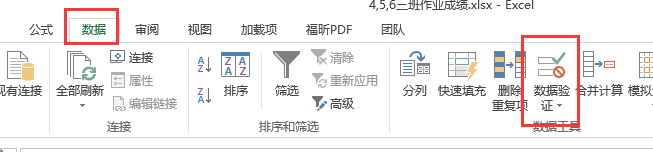 4,5,6三班作业成绩.xlsx - Excel
公式 数据 审阅 视图 加载项 福昕PDF 团队
现有连接
全部刷新
连接
属性
编辑链接
连接
排序
筛选
清除
重新应用
高级
排序和筛选
分列
快速填充
删除
重复项
数据验
证
合并计算
模拟
数据工具